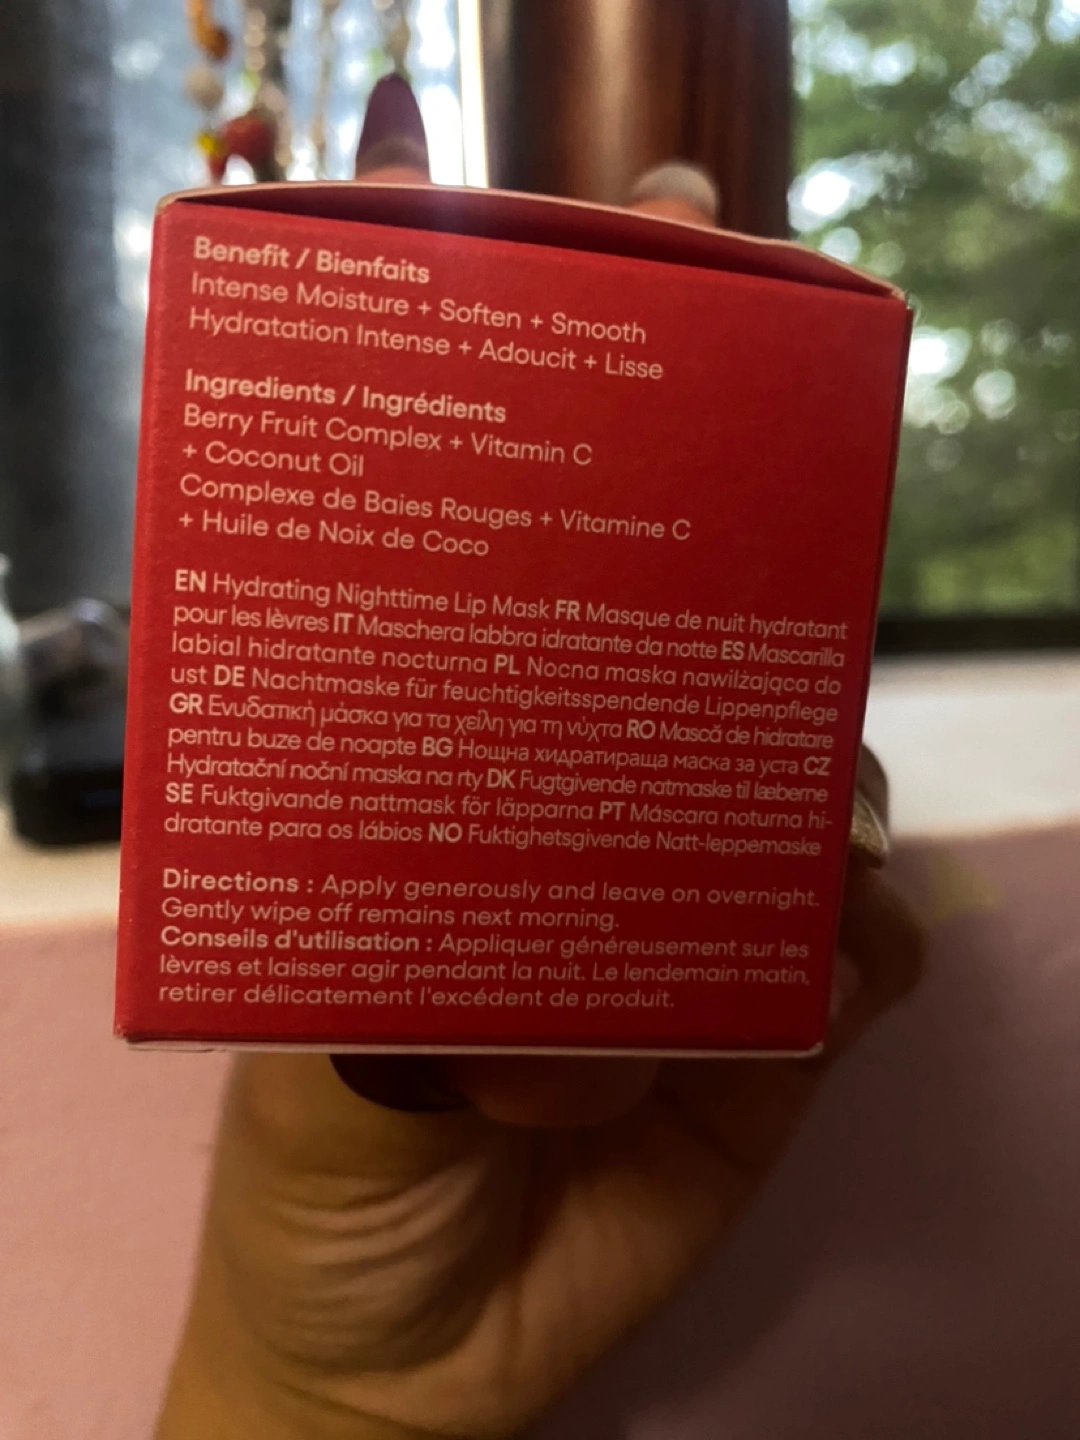 Benefit / Bienfaits
Intense Moisture + Soften + Smooth
Hydratation Intense + Adoucit + Lisse
Ingredients / Ingrédients
Berry Fruit Complex + Vitamin C
+ Coconut Oil
Complexe de Baies Rouges + Vitamine C
+ Huile de Noix de Coco
EN Hydrating Nighttime Lip Mask FR Masque de nuit hydratant
pour les lèvres IT Maschera labbra idratante da notte ES Mascarilla
labial hidratante nocturna PL Nocna maska nawilżająca do
ust DE Nachtmaske für feuchtigkeitsspendende Lippenpflege
GR Ενυδατική μάσκα για τα χείλη για τη νύχτα RO Mască de hidratare
pentru buze de noapte BG Нощна хидратираща маска за уста CZ
Hydratační noční maska na rty DK Fugtgivende natmaske til læberne
SE Fuktgivande nattmask för läpparna PT Máscara noturna hi-
dratante para os lábios NO Fuktighetsgivende Natt-leppemaske
Directions : Apply generously and leave on overnight.
Gently wipe off remains next morning.
Conseils d'utilisation : Appliquer généreusement sur les
lèvres et laisser agir pendant la nuit. Le lendemain matin,
retirer délicatement l'excédent de produit.